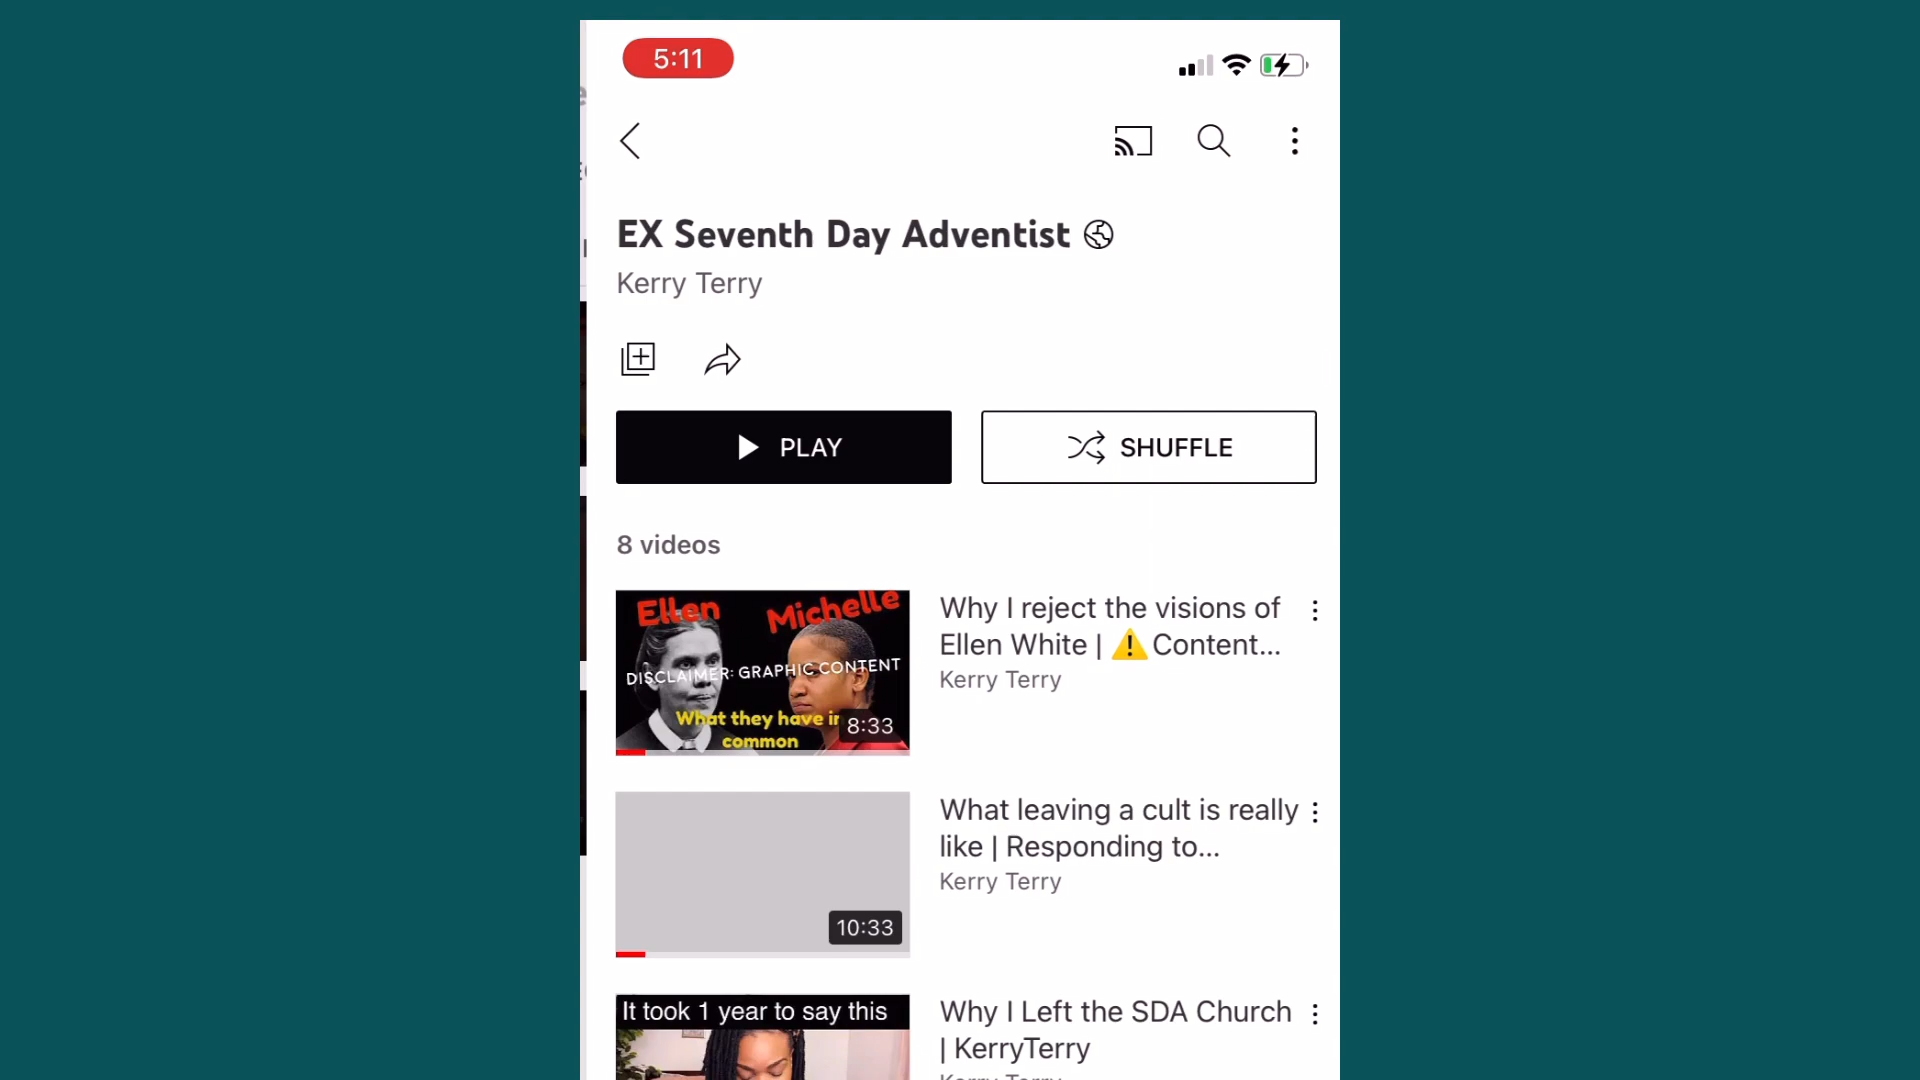 5:11
EX Seventh Day Adventist
Kerry Terry
PLAY
SHUFFLE
8 videos
Ellen
Michelle
DISCLAIMER: GRAPHIC CONTENT
What they have in
common
8:33
Why I reject the visions of
Ellen White | ⚠️ Content...
Kerry Terry
10:33
What leaving a cult is really
like | Responding to...
Kerry Terry
It took 1 year to say this
Why I Left the SDA Church
| KerryTerry
Kerry Terry